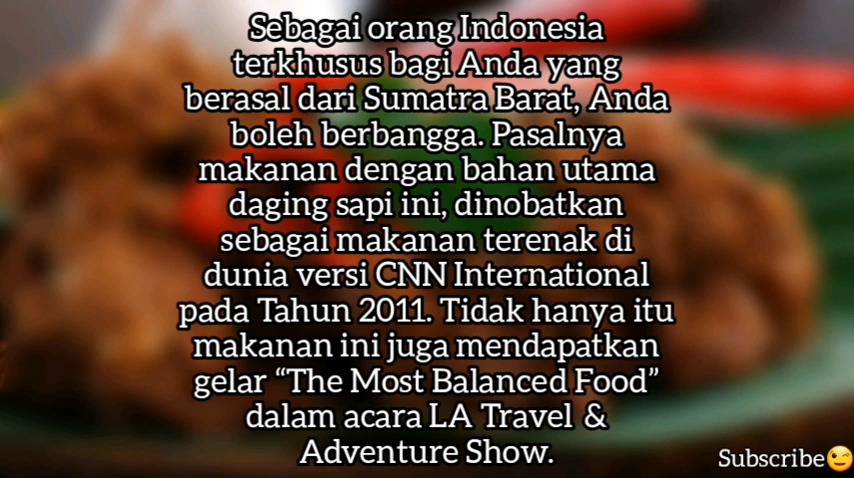 Sebagai orang Indonesia
terkhusus bagi Anda yang
berasal dari Sumatra Barat, Anda
boleh berbangga. Pasalnya
makanan dengan bahan utama
daging sapi ini, dinobatkan
sebagai makanan terenak di
dunia versi CNN International
pada Tahun 2011. Tidak hanya itu
makanan ini juga mendapatkan
gelar “The Most Balanced Food”
dalam acara LA Travel &
Adventure Show.
Subscribe😉